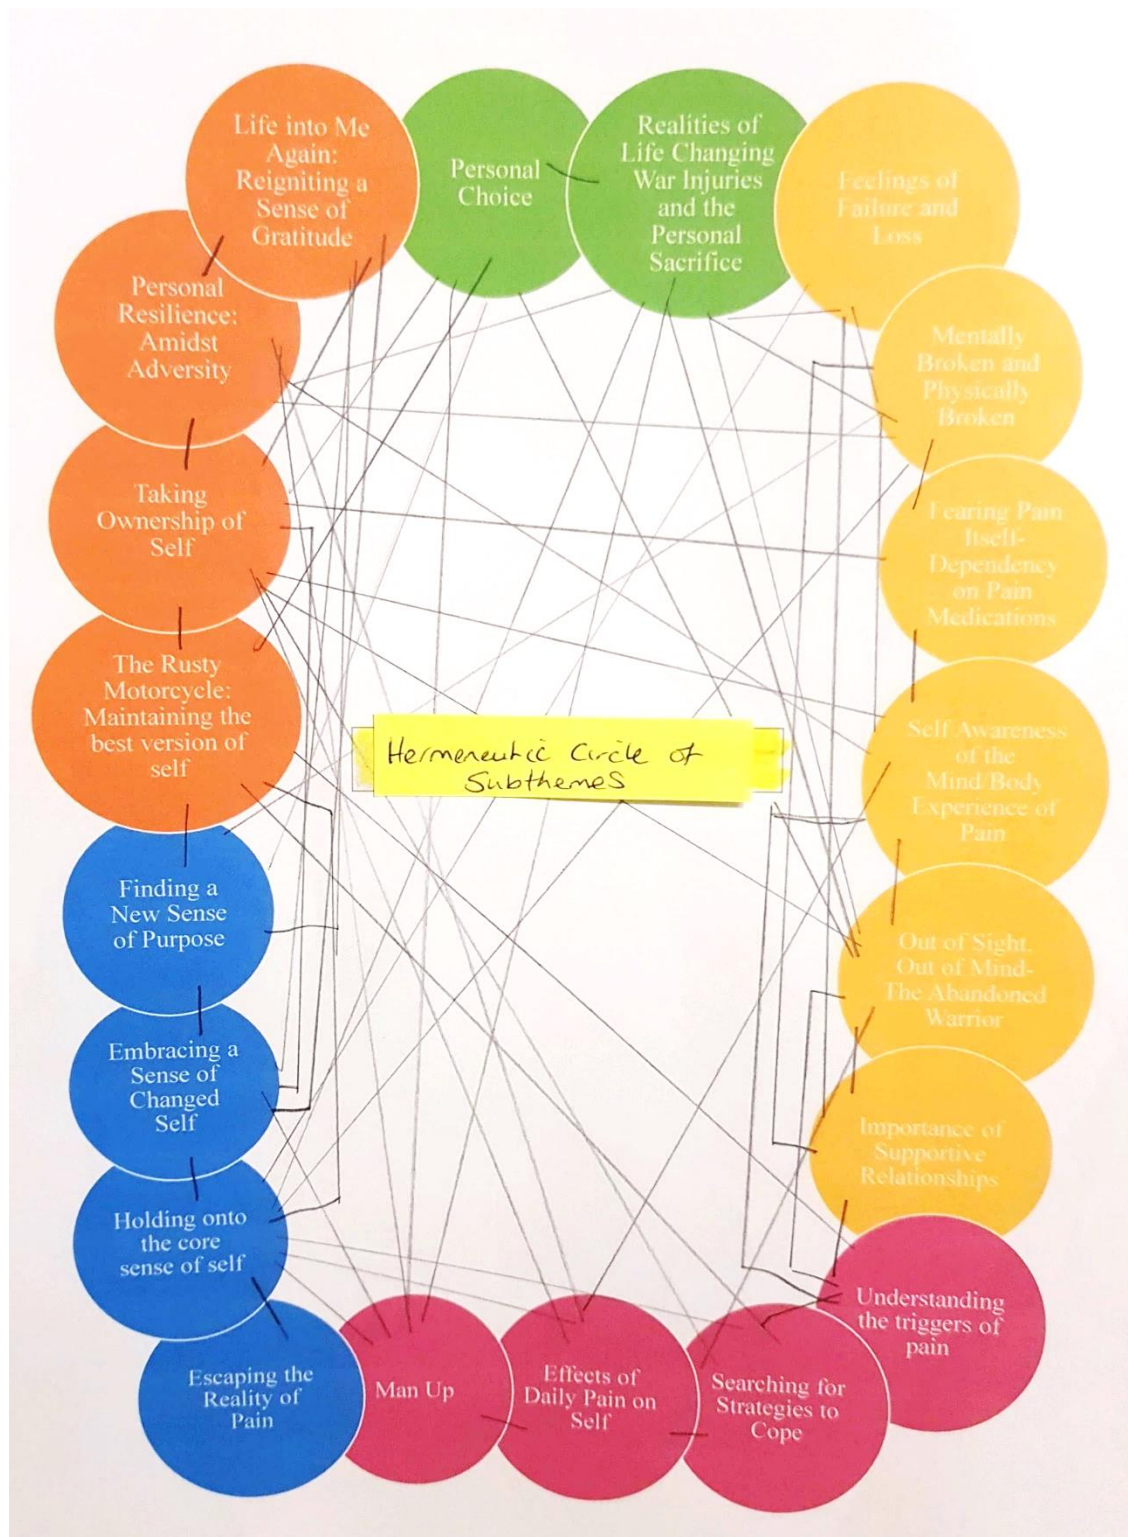 Life into Me
Again:
Reigniting a
Sense of
Gratitude
Personal
Choice
Realities of
Life Changing
War Injuries
and the
Personal
Sacrifice
Feelings of
Failure and
Loss
Mentally
Broken and
Physically
Broken
Fearing Pain
Itself-
Dependency
on Pain
Medications
Self Awareness
of the
Mind/Body
Experience of
Pain
Out of Sight,
Out of Mind-
The Abandoned
Warrior
Importance of
Supportive
Relationships
Understanding
the triggers of
pain
Searching for
Strategies to
Cope
Effects of
Daily Pain on
Self
Man Up
Escaping the
Reality of
Pain
Holding onto
the core
sense of self
Embracing a
Sense of
Changed
Self
Finding a
New Sense
of Purpose
The Rusty
Motorcycle:
Maintaining the
best version of
self
Taking
Ownership of
Self
Personal
Resilience:
Amidst
Adversity
Hermeneutic Circle of
Subthemes